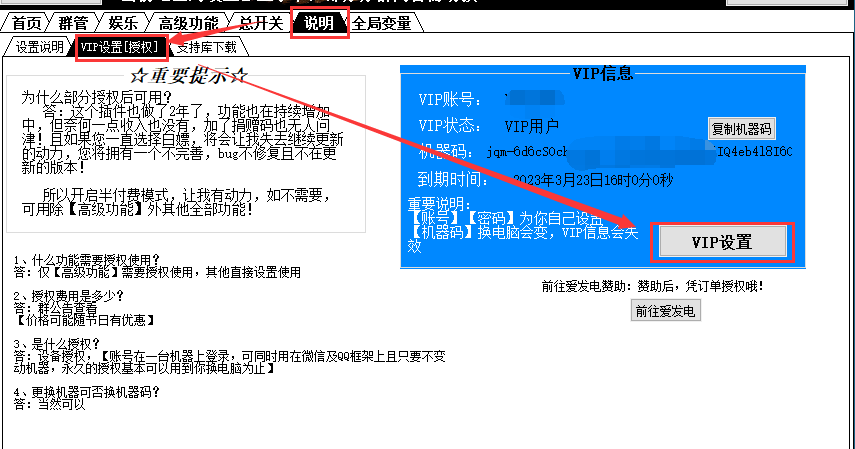 首页 群管 娱乐 高级功能 总开关 说明 全局变量
设置说明 VIP设置[授权] 支持库下载
☆重要提示☆
为什么部分授权后可用？
答：这个插件也做了2年了，功能也在持续增加
中，但奈何一点收入也没有，加了捐赠码也无人问
津！且如果您一直选择白嫖，将会让我失去继续更新
的动力，您将拥有一个不完善，bug不修复且不在更
新的版本！
所以开启半付费模式，让我有动力，如不需要，
可用除【高级功能】外其他全部功能！
1、什么功能需要授权使用？
答：仅【高级功能】需要授权使用，其他直接设置使用
2、授权费用是多少？
答：群公告查看
【价格可能随节日有优惠】
3、是什么授权？
答：设备授权，【账号在一台机器上登录，可同时用在微信及QQ框架上且只要不变
动机器，永久的授权基本可以用到你换电脑为止】
4、更换机器可否换机器码？
答：当然可以
VIP信息
VIP账号：
VIP状态： VIP用户
复制机器码
机器码： jqm-6d6cS0c IQ4eb4l8I6C
到期时间： 2023年3月23日16时0分0秒
重要说明：
【账号】【密码】为你自己设置
【机器码】换电脑会变，VIP信息会失
效
VIP设置
前往爱发电赞助：赞助后，凭订单授权哦！
前往爱发电